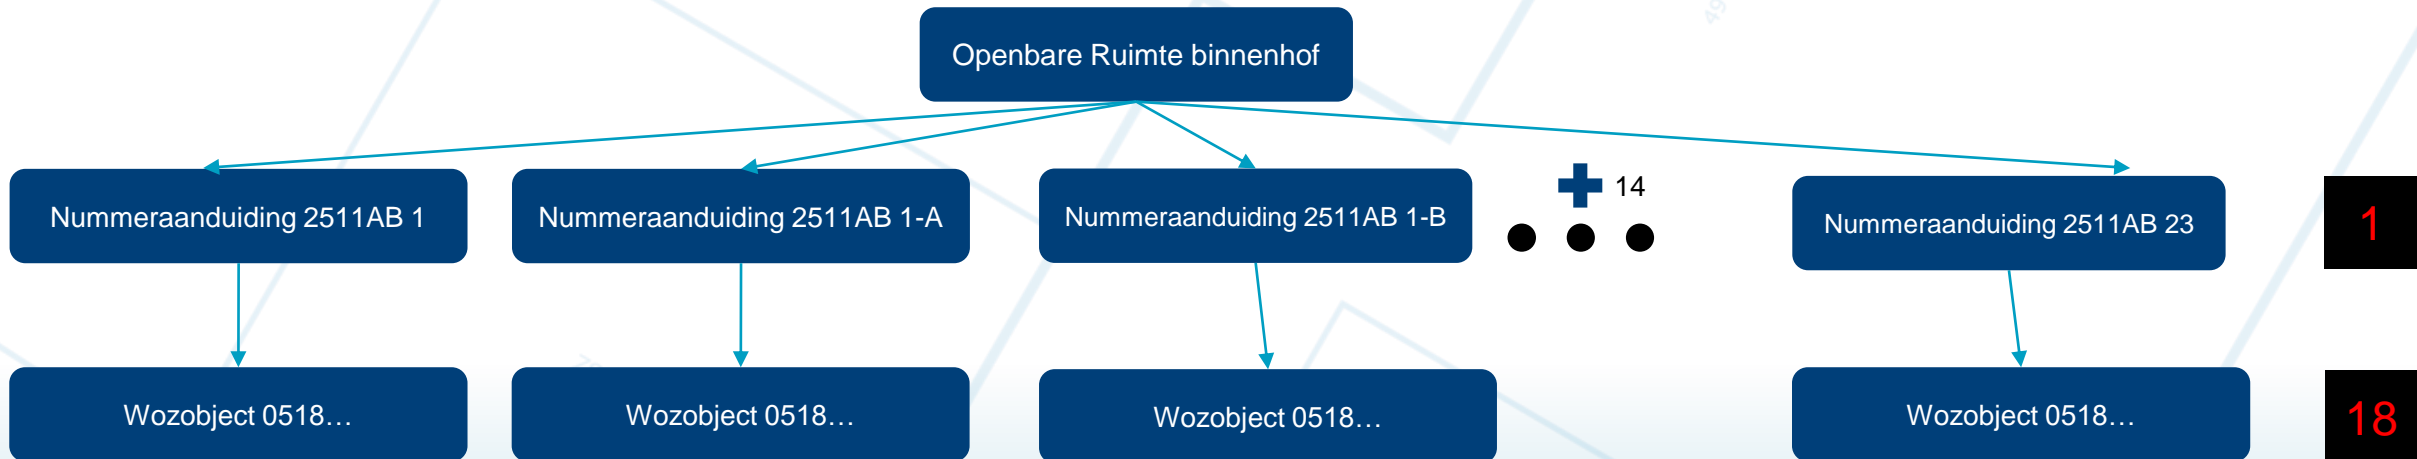 Openbare Ruimte binnenhof
Nummeraanduiding 2511AB 1
Nummeraanduiding 2511AB 1-A
Nummeraanduiding 2511AB 1-B
14
Nummeraanduiding 2511AB 23
1
Wozobject 0518…
Wozobject 0518…
Wozobject 0518…
Wozobject 0518…
18